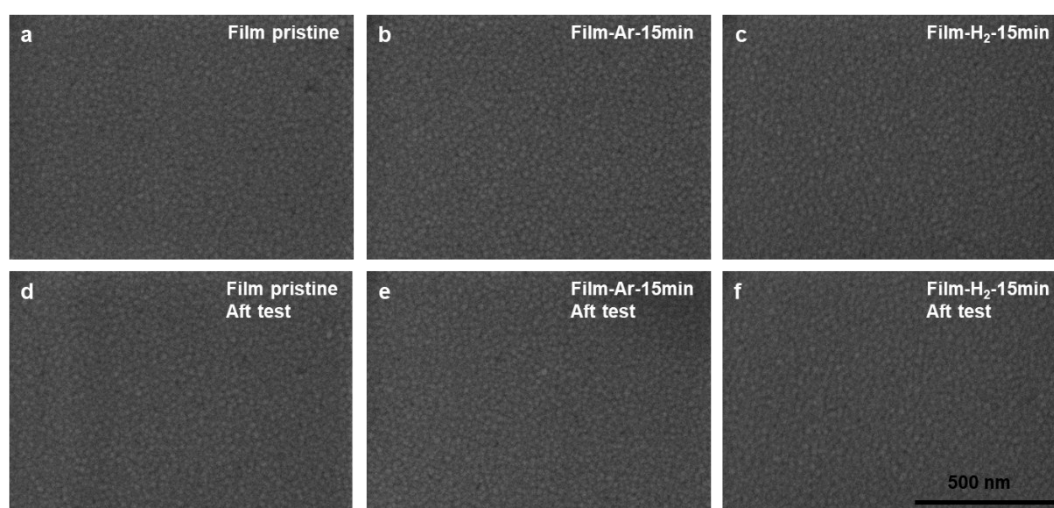 a
Film pristine
b
Film-Ar-15min
c
Film-H₂-15min
d
Film pristine
Aft test
e
Film-Ar-15min
Aft test
f
Film-H₂-15min
Aft test
500 nm